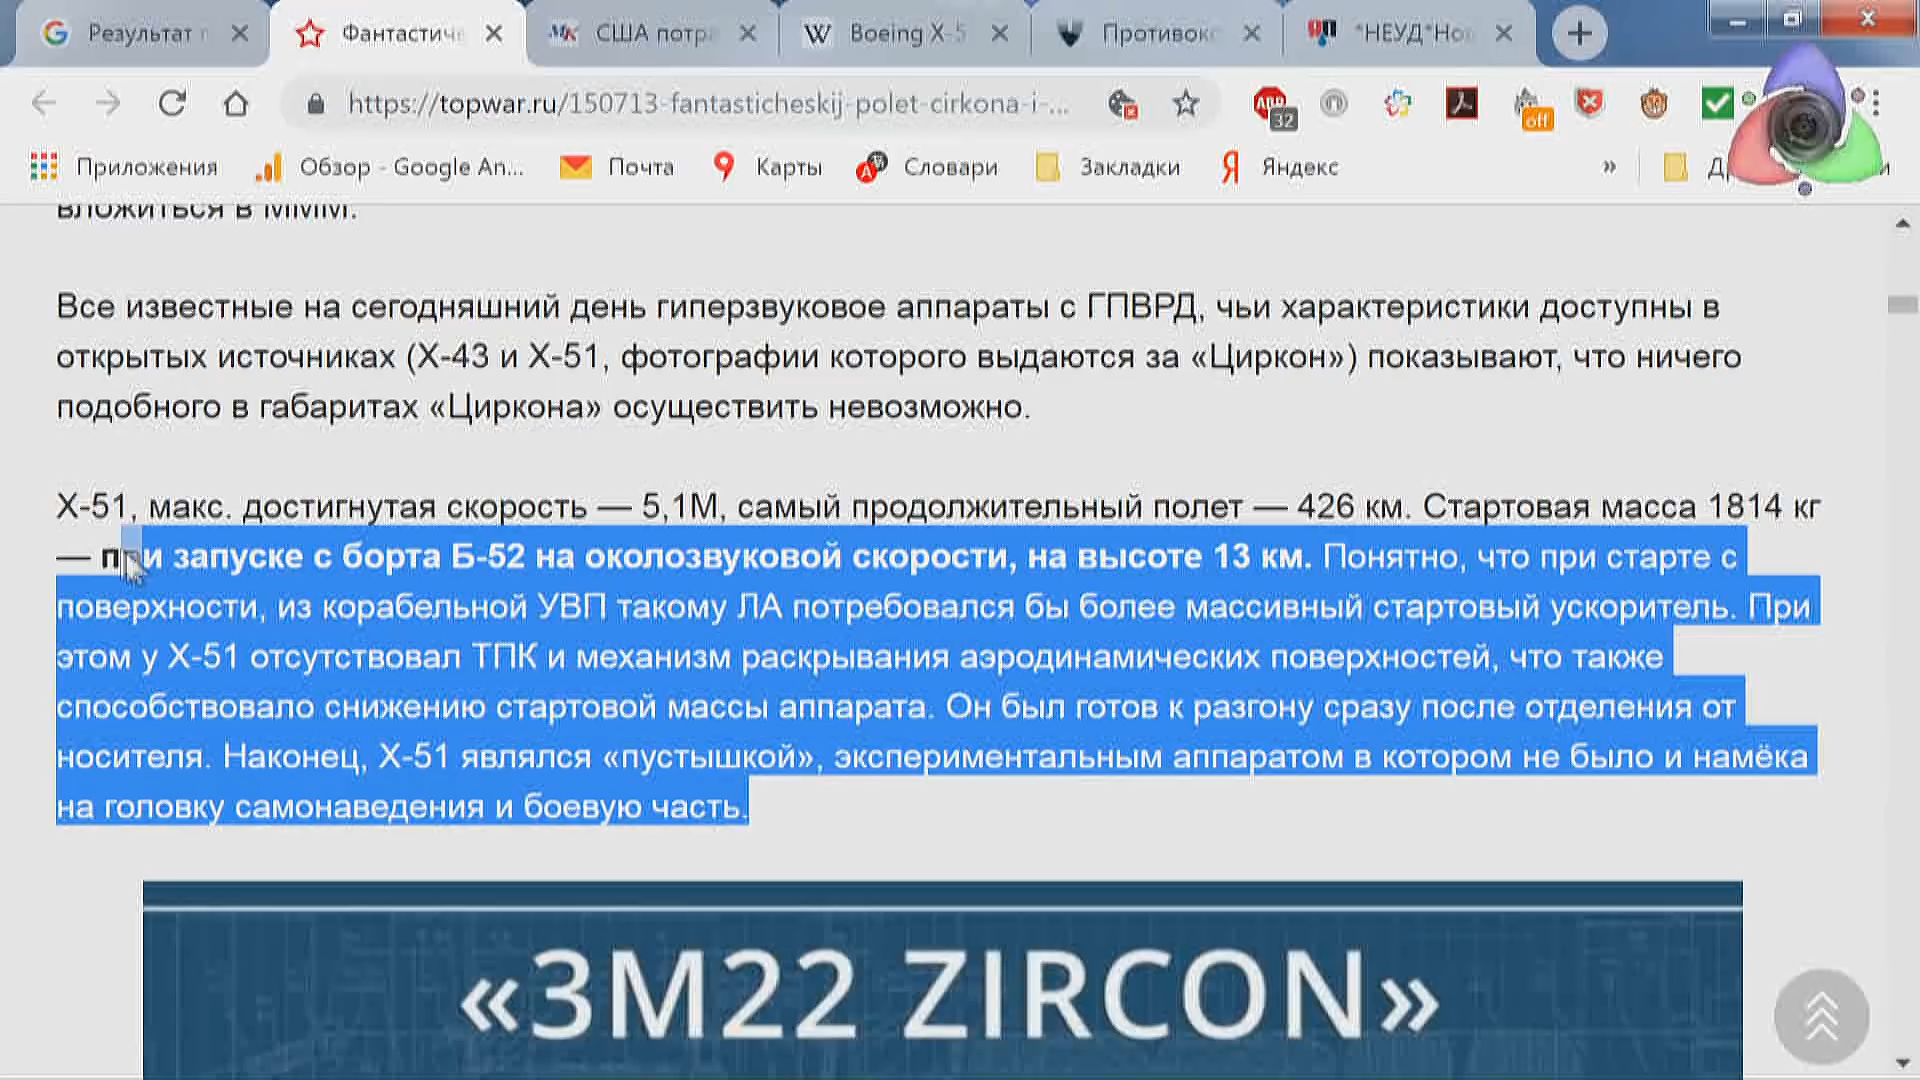 Результат
Фантастиче
США потра
Boeing X-5
Противоко
*НЕУД*Но
https://topwar.ru/150713-fantasticheskij-polet-cirkona-i-...
ABP
32
off
Приложения
Обзор - Google An...
Почта
Карты
Словари
Закладки
Яндекс
»
вложиться в МММ.
Все известные на сегодняшний день гиперзвуковое аппараты с ГПВРД, чьи характеристики доступны в
открытых источниках (Х-43 и Х-51, фотографии которого выдаются за «Циркон») показывают, что ничего
подобного в габаритах «Циркона» осуществить невозможно.
Х-51, макс. достигнутая скорость — 5,1М, самый продолжительный полет — 426 км. Стартовая масса 1814 кг
— при запуске с борта Б-52 на околозвуковой скорости, на высоте 13 км. Понятно, что при старте с
поверхности, из корабельной УВП такому ЛА потребовался бы более массивный стартовый ускоритель. При
этом у Х-51 отсутствовал ТПК и механизм раскрывания аэродинамических поверхностей, что также
способствовало снижению стартовой массы аппарата. Он был готов к разгону сразу после отделения от
носителя. Наконец, Х-51 являлся «пустышкой», экспериментальным аппаратом в котором не было и намёка
на головку самонаведения и боевую часть.
«3M22 ZIRCON»